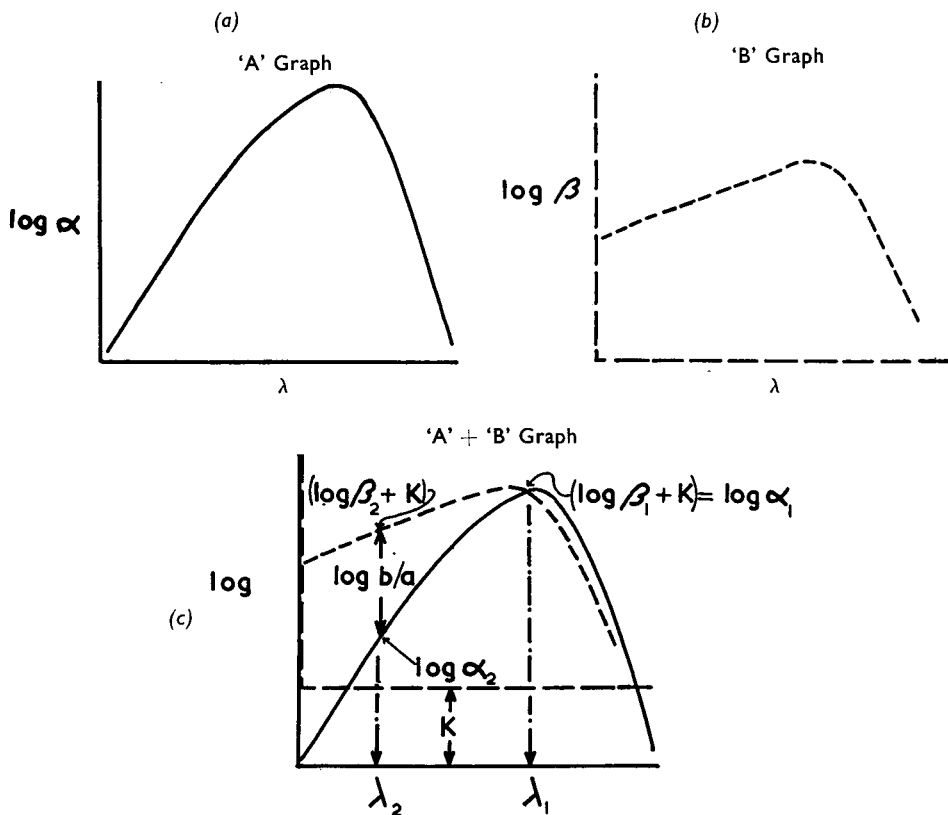 (a)
'A' Graph
log α
λ
(b)
'B' Graph
log β
λ
(c)
'A' + 'B' Graph
(log β₂ + K)
(log β₁ + K) = log α₁
log
log b/a
log α₂
K
λ₂
λ₁